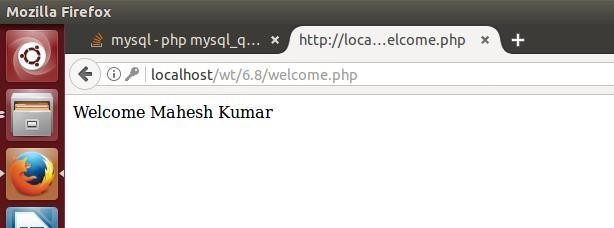 Mozilla Firefox
mysql - php mysql_q... × http://loca...elcome.php × +
localhost/wt/6.8/welcome.php
Welcome Mahesh Kumar